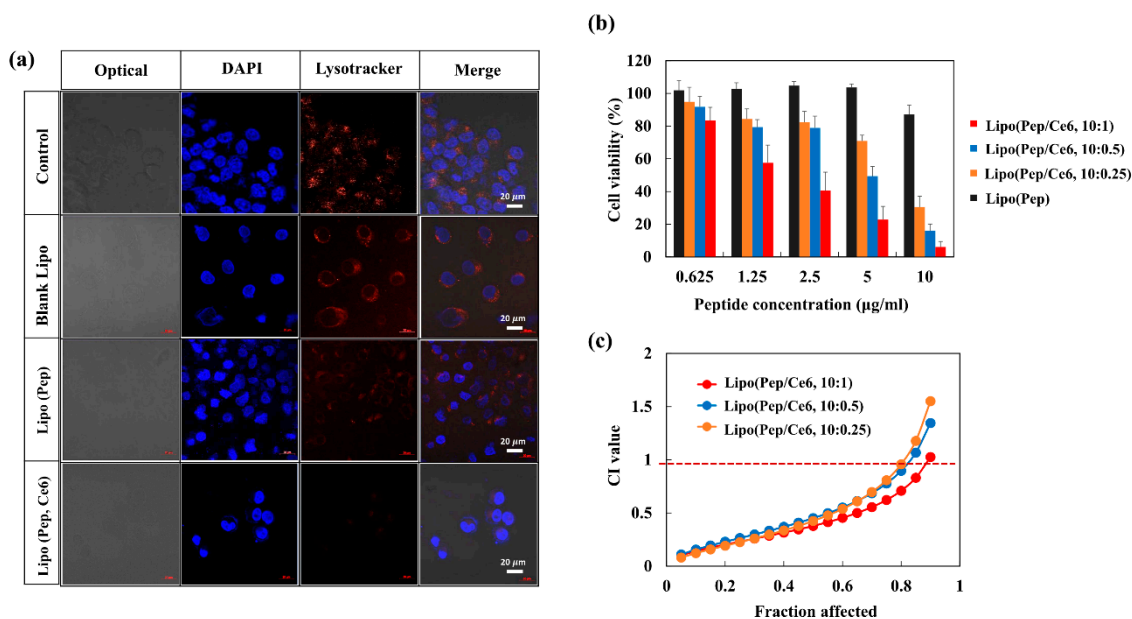 (a)
Optical DAPI Lysotracker Merge
Control
20 μm
Blank Lipo
20 μm
Lipo (Pep)
20 μm
Lipo (Pep, Ce6)
20 μm
(b)
Cell viability (%)
120
100
80
60
40
20
0
0.625 1.25 2.5 5 10
Peptide concentration (μg/ml)
Lipo(Pep/Ce6, 10:1)
Lipo(Pep/Ce6, 10:0.5)
Lipo(Pep/Ce6, 10:0.25)
Lipo(Pep)
(c)
CI value
2
1.5
1
0.5
0
Lipo(Pep/Ce6, 10:1)
Lipo(Pep/Ce6, 10:0.5)
Lipo(Pep/Ce6, 10:0.25)
0 0.2 0.4 0.6 0.8 1
Fraction affected